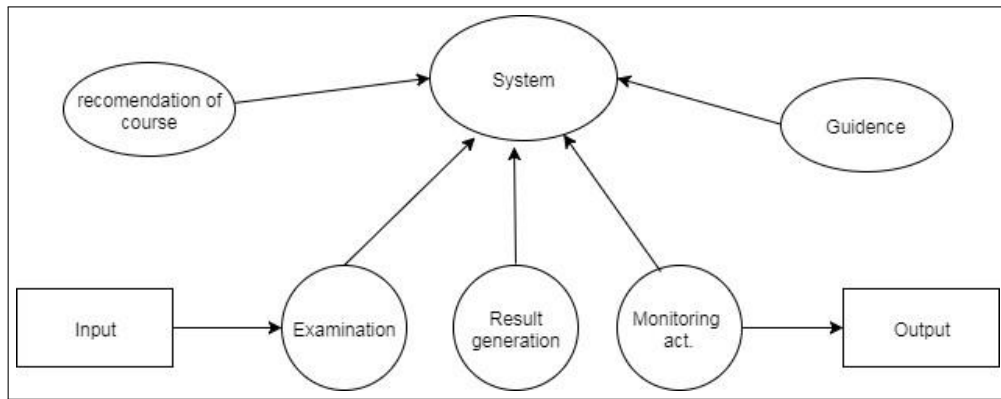 System
recomendation of
course
Guidence
Input
Examination
Result
generation
Monitoring
act.
Output